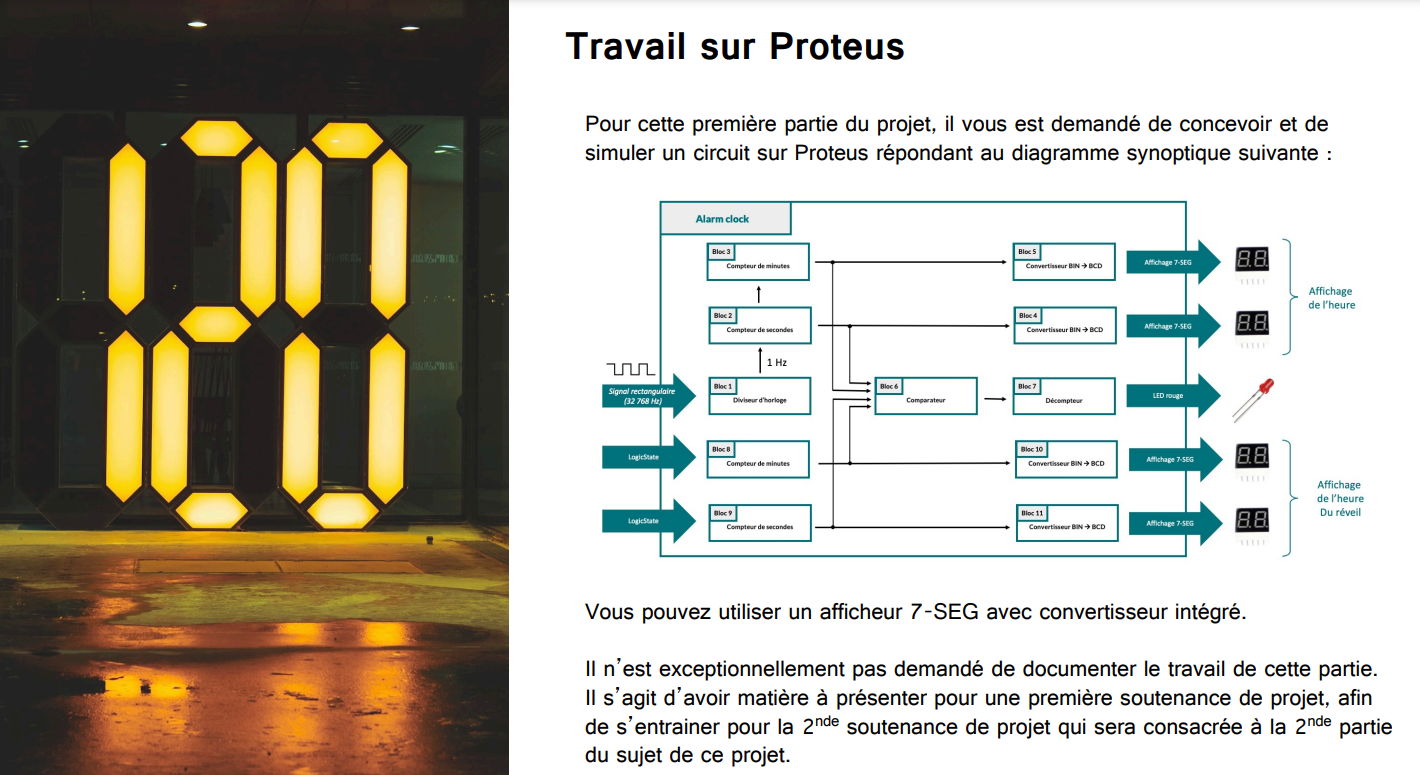 Travail sur Proteus
Pour cette première partie du projet, il vous est demandé de concevoir et de
simuler un circuit sur Proteus répondant au diagramme synoptique suivante :
Alarm clock
Bloc 3
Compteur de minutes
Bloc 5
Convertisseur BIN → BCD
Affichage 7-SEG
Bloc 2
Compteur de secondes
Bloc 4
Convertisseur BIN → BCD
Affichage 7-SEG
Affichage
de l'heure
1 Hz
Signal rectangulaire
(32 768 Hz)
Bloc 1
Diviseur d'horloge
Bloc 6
Comparateur
Bloc 7
Décompteur
LED rouge
LogicState
Bloc 8
Compteur de minutes
Bloc 10
Convertisseur BIN → BCD
Affichage 7-SEG
LogicState
Bloc 9
Compteur de secondes
Bloc 11
Convertisseur BIN → BCD
Affichage 7-SEG
Affichage
de l'heure
Du réveil
Vous pouvez utiliser un afficheur 7-SEG avec convertisseur intégré.
Il n'est exceptionnellement pas demandé de documenter le travail de cette partie.
Il s'agit d'avoir matière à présenter pour une première soutenance de projet, afin
de s'entrainer pour la 2nde soutenance de projet qui sera consacrée à la 2nde partie
du sujet de ce projet.